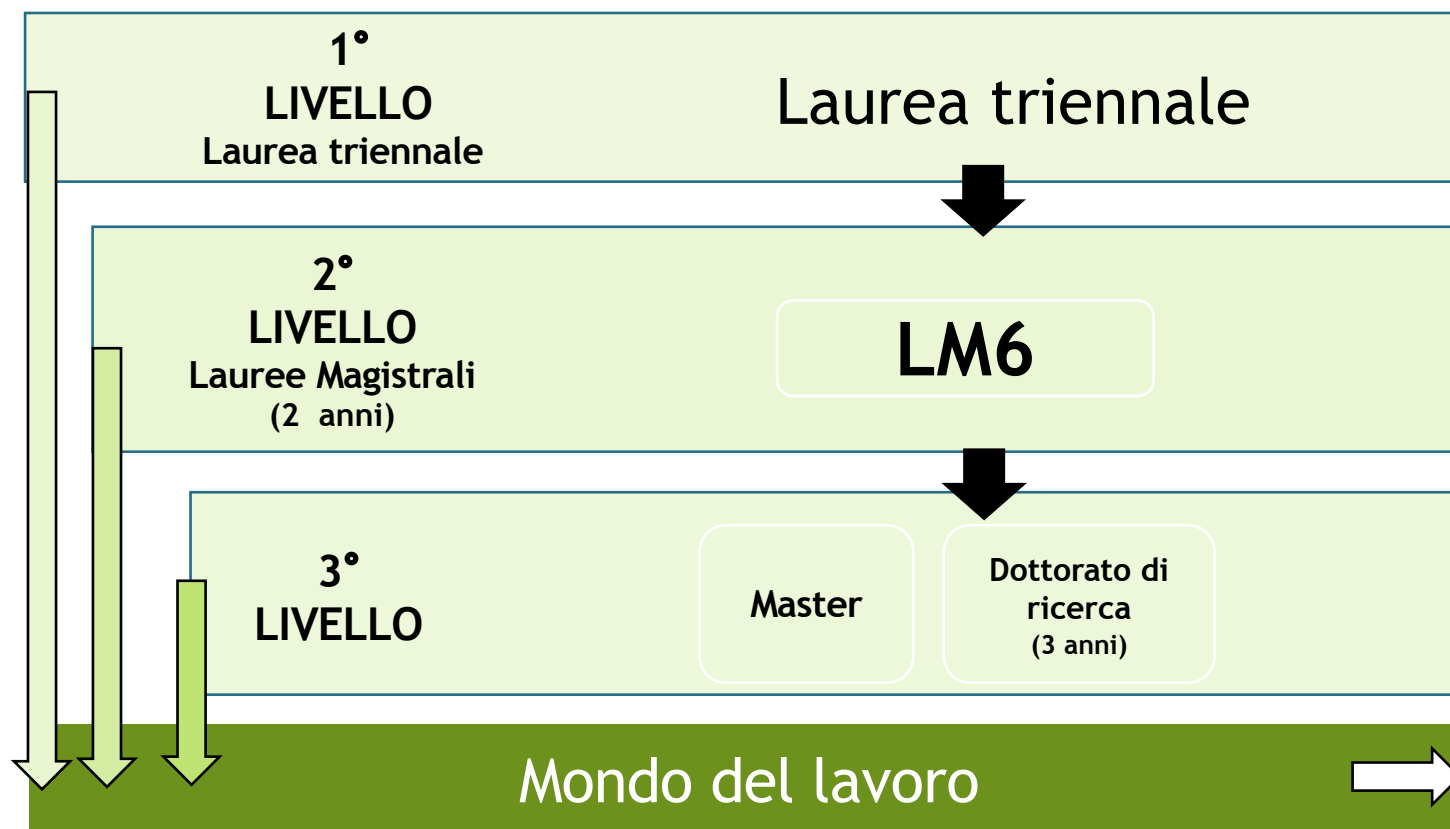 1°
LIVELLO
Laurea triennale
Laurea triennale
2°
LIVELLO
Lauree Magistrali
(2 anni)
LM6
3°
LIVELLO
Master
Dottorato di
ricerca
(3 anni)
Mondo del lavoro